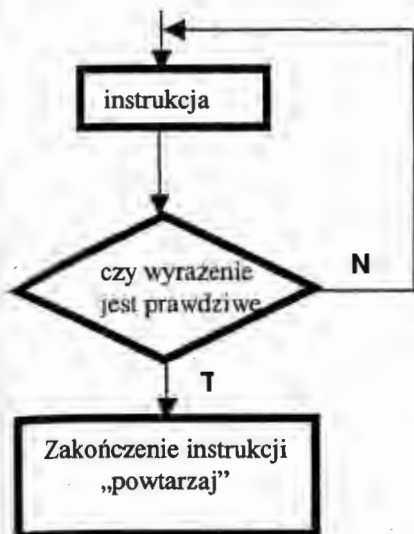 instrukcja
czy wyrażenie
jest prawdziwe
N
T
Zakończenie instrukcji
„powtarzaj”